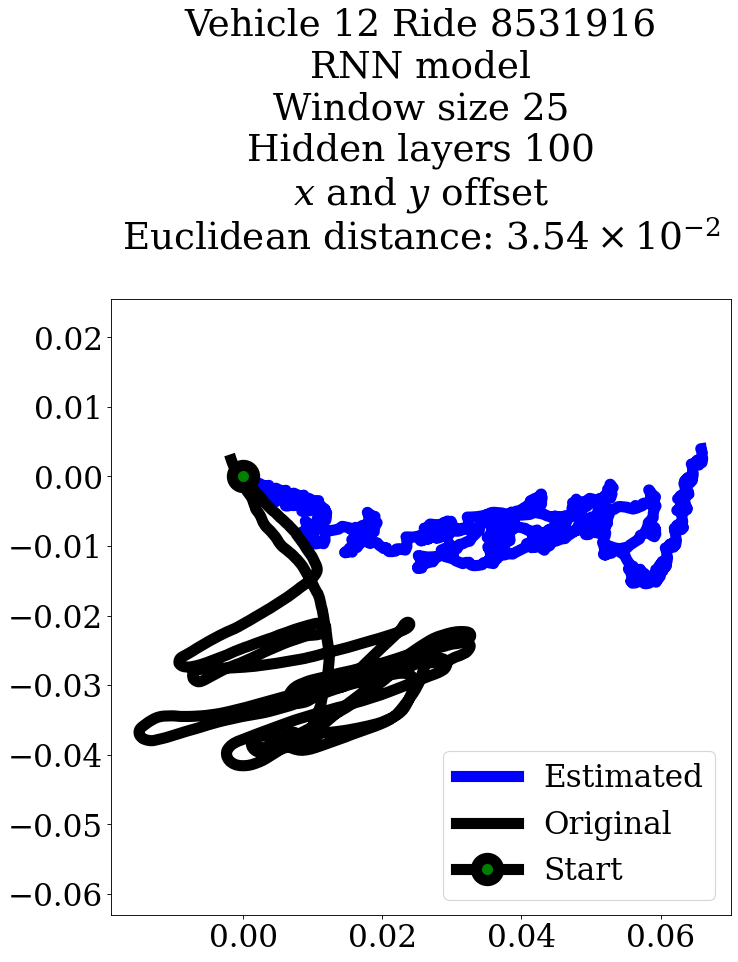 Vehicle 12 Ride 8531916
RNN model
Window size 25
Hidden layers 100
x and y offset
Euclidean distance: 3.54 × 10⁻²
0.02
0.01
0.00
−0.01
−0.02
−0.03
−0.04
−0.05
−0.06
Estimated
Original
Start
0.00 0.02 0.04 0.06